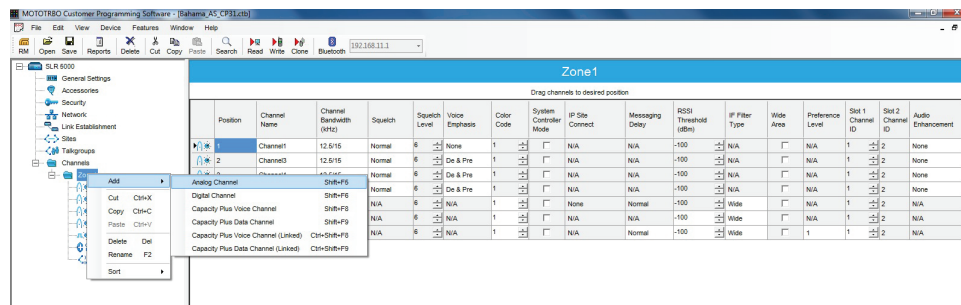 MOTOTRBO Customer Programming Software - [Bahama_AS_CP31.ctb]
File Edit View Device Features Window Help
RM Open Save Reports Delete Cut Copy Paste Search Read Write Clone Bluetooth 192.168.11.1
SLR 5000
General Settings
Accessories
Security
Network
Link Establishment
Sites
Talkgroups
Channels
Zone1
Drag channels to desired position
Position Channel Name Channel Bandwidth (kHz) Squelch Squelch Level Voice Emphasis Color Code System Controller Mode IP Site Connect Messaging Delay RSSI Threshold (dBm) IF Filter Type Wide Area Preference Level Slot 1 Channel ID Slot 2 Channel ID Audio Enhancement
1 Channel1 12.5/15 Normal 6 None 1 N/A N/A -100 N/A N/A 1 2 None
2 Channel3 12.5/15 Normal 6 De & Pre 1 N/A N/A -100 N/A N/A 1 2 None
Normal 6 De & Pre 1 N/A N/A -100 N/A N/A 1 2 None
Normal 6 De & Pre 1 N/A N/A -100 N/A N/A 1 2 None
N/A 6 N/A 1 None Normal -100 Wide N/A 1 2 N/A
N/A 6 N/A 1 N/A N/A -100 Wide N/A 1 2 N/A
N/A 6 N/A 1 N/A Normal -100 Wide 1 1 2 N/A
Add
Cut Ctrl+X
Copy Ctrl+C
Paste Ctrl+V
Delete Del
Rename F2
Sort
Analog Channel Shift+F5
Digital Channel Shift+F6
Capacity Plus Voice Channel Shift+F8
Capacity Plus Data Channel Shift+F9
Capacity Plus Voice Channel (Linked) Ctrl+Shift+F8
Capacity Plus Data Channel (Linked) Ctrl+Shift+F9